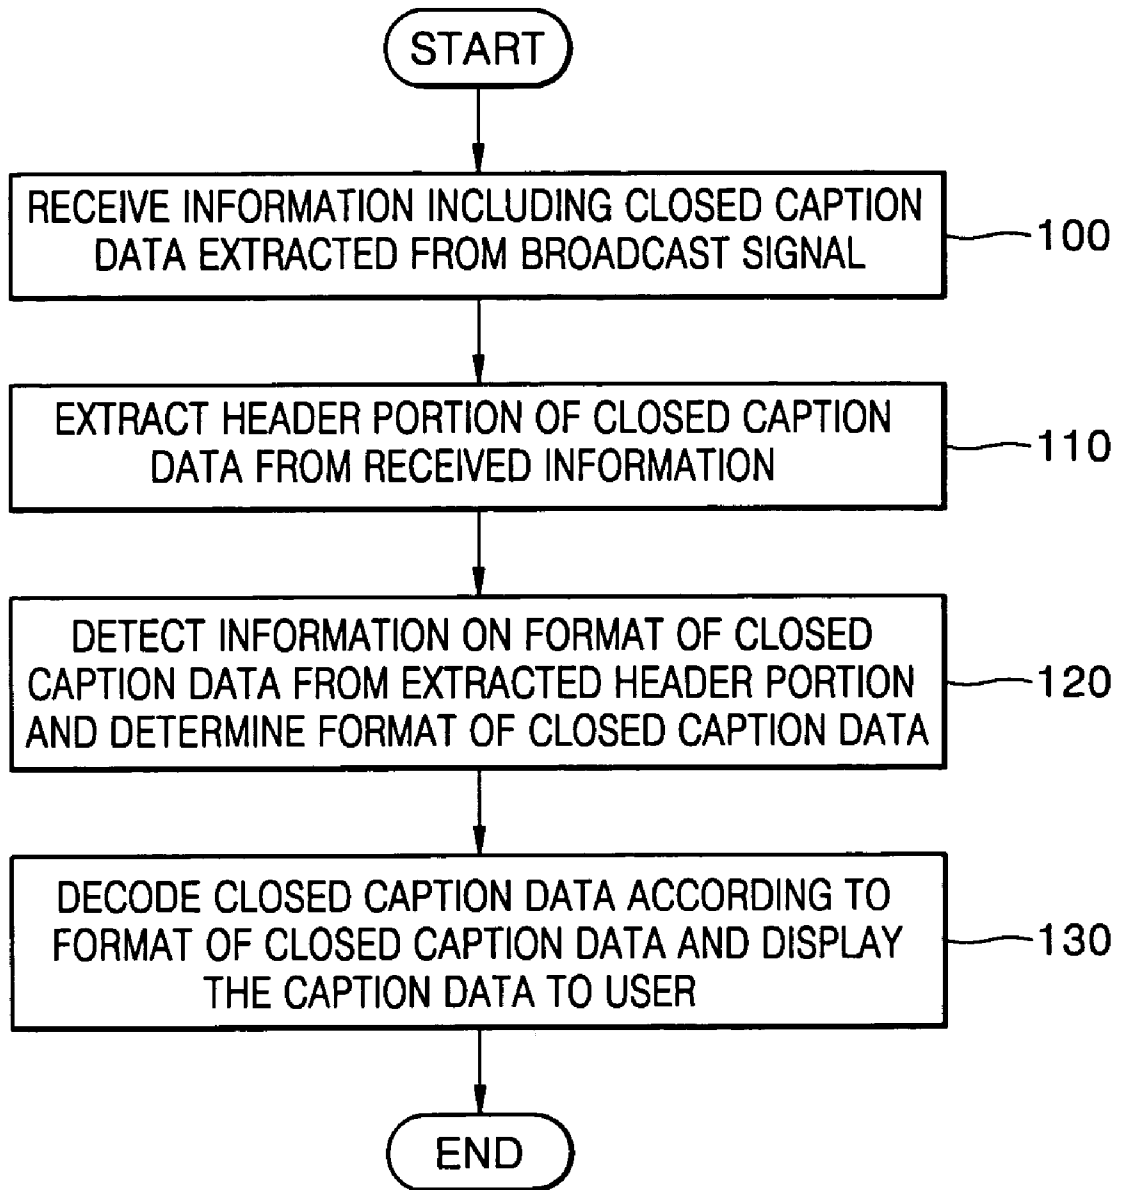 START
RECEIVE INFORMATION INCLUDING CLOSED CAPTION
DATA EXTRACTED FROM BROADCAST SIGNAL
100
EXTRACT HEADER PORTION OF CLOSED CAPTION
DATA FROM RECEIVED INFORMATION
110
DETECT INFORMATION ON FORMAT OF CLOSED
CAPTION DATA FROM EXTRACTED HEADER PORTION
AND DETERMINE FORMAT OF CLOSED CAPTION DATA
120
DECODE CLOSED CAPTION DATA ACCORDING TO
FORMAT OF CLOSED CAPTION DATA AND DISPLAY
THE CAPTION DATA TO USER
130
END